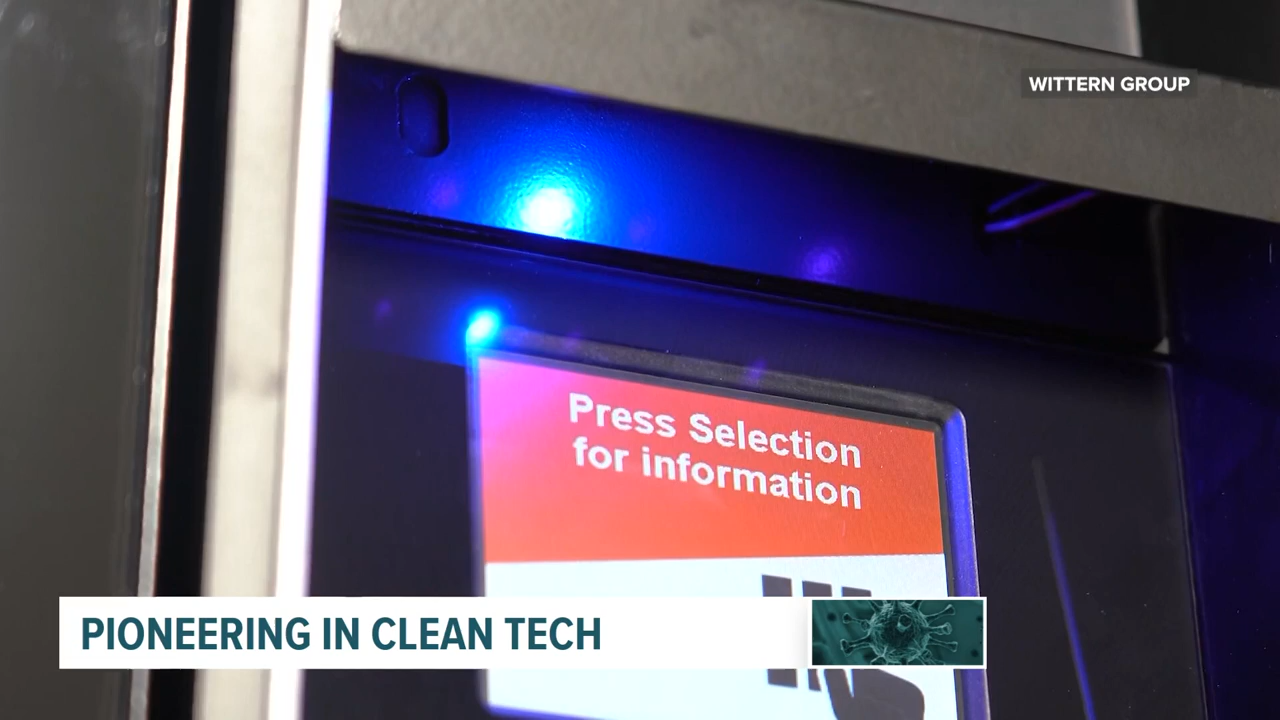 WITTERN GROUP
Press Selection
for information
PIONEERING IN CLEAN TECH